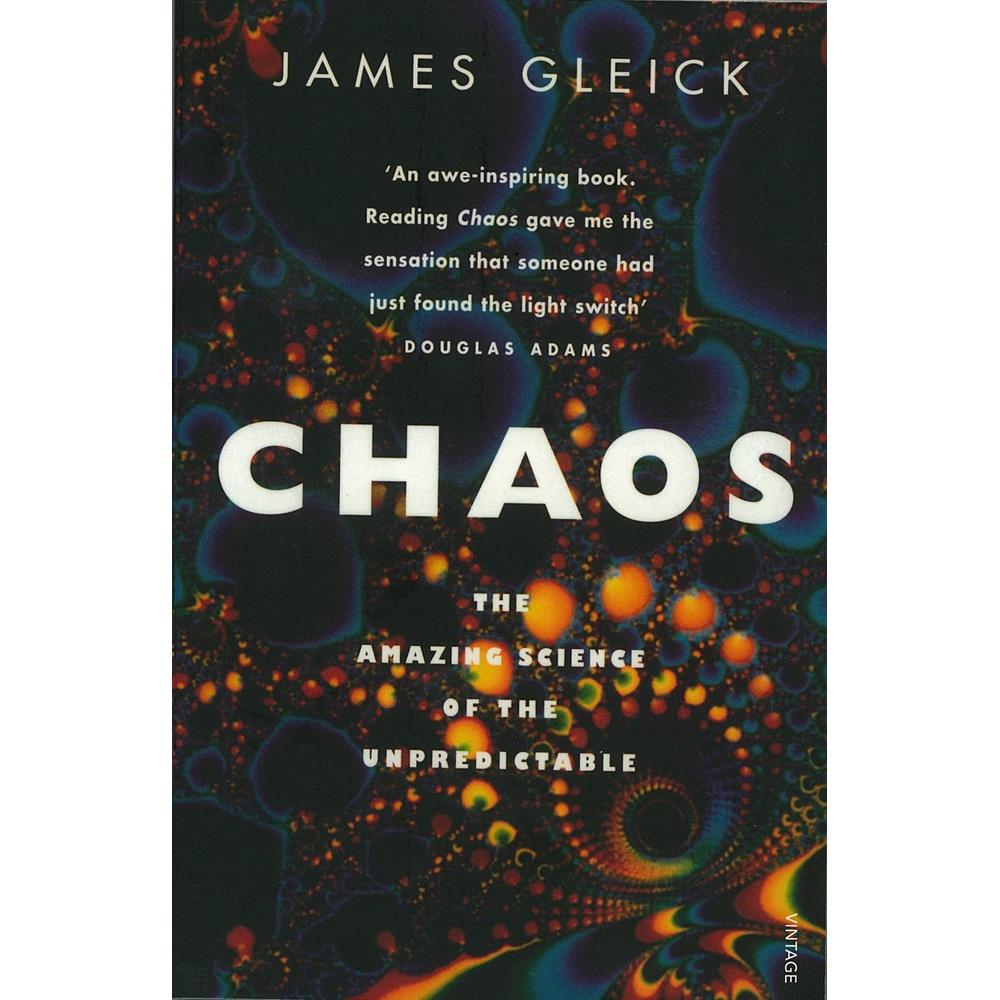 JAMES GLEICK
‘An awe-inspiring book.
Reading Chaos gave me the
sensation that someone had
just found the light switch’
DOUGLAS ADAMS
CHAOS
THE
AMAZING SCIENCE
OF THE
UNPREDICTABLE
VINTAGE